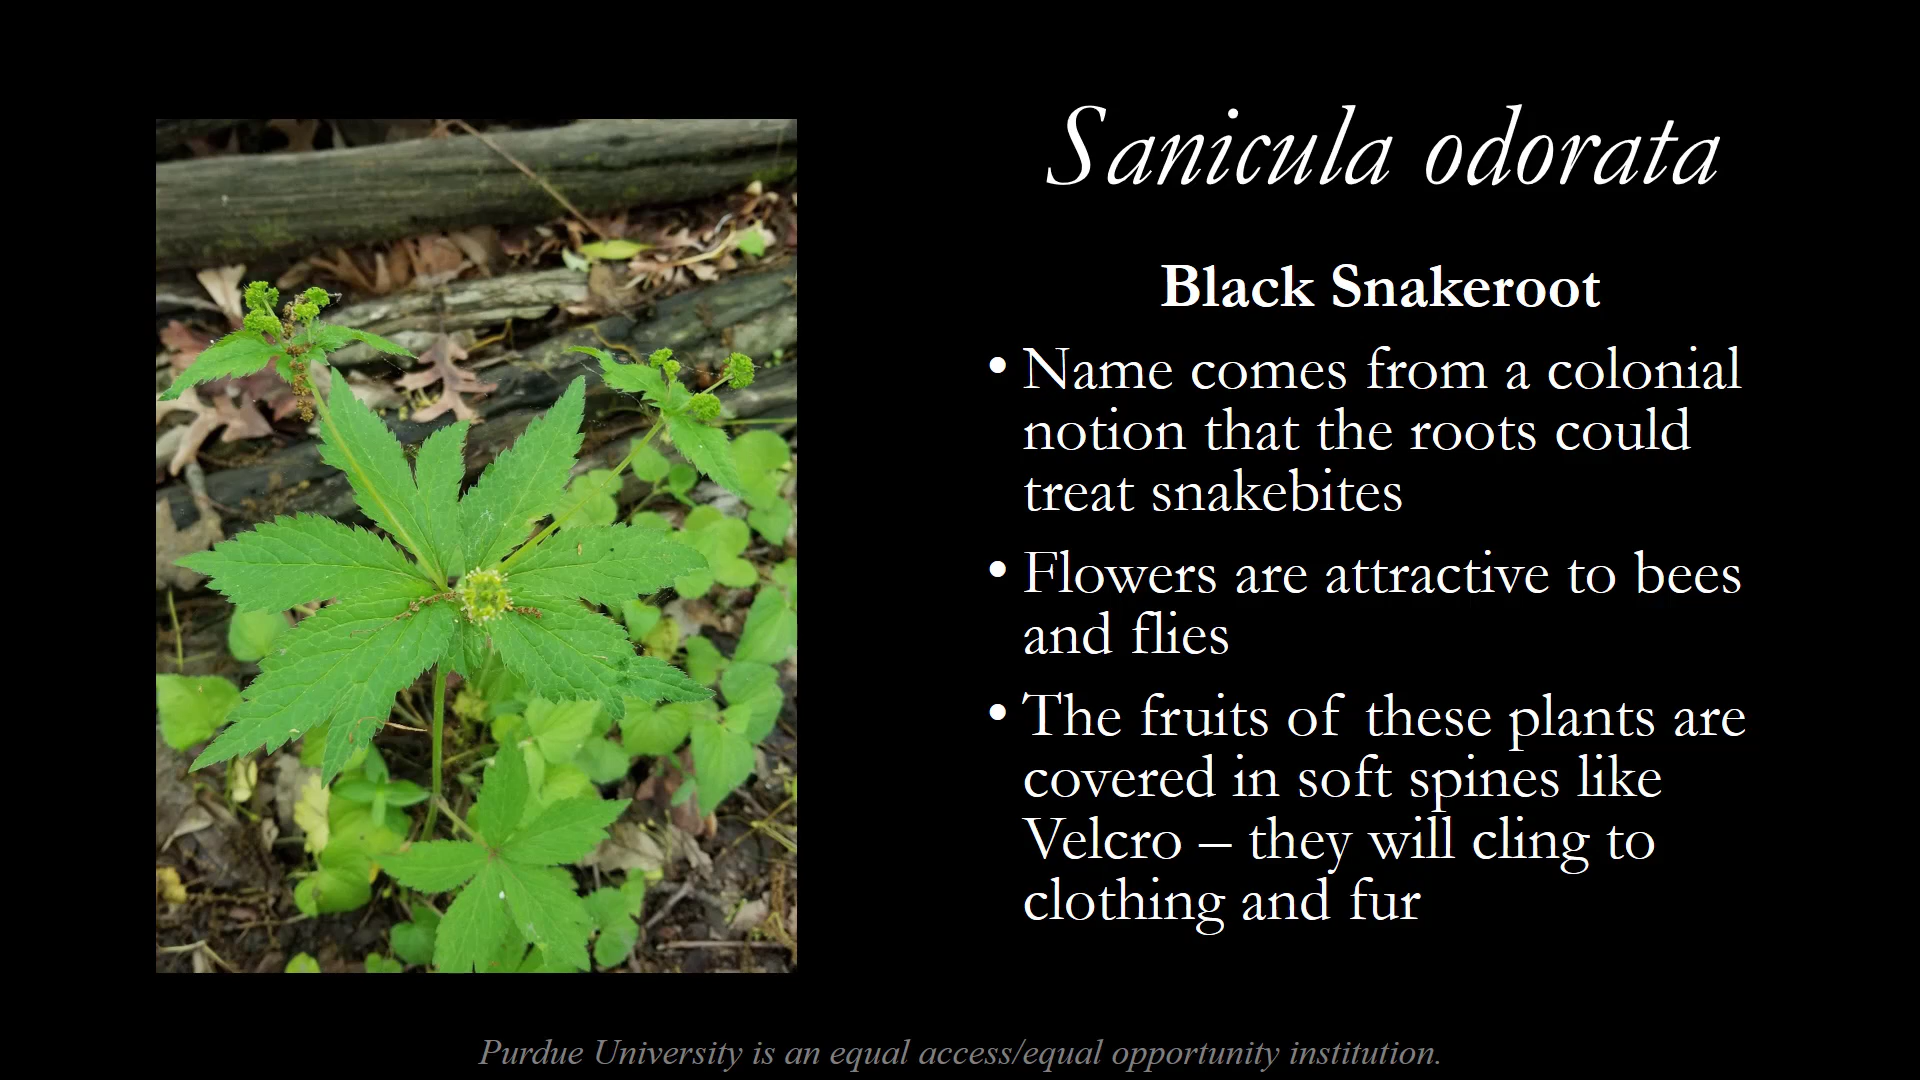 Sanicula odorata
Black Snakeroot
• Name comes from a colonial
notion that the roots could
treat snakebites
• Flowers are attractive to bees
and flies
• The fruits of these plants are
covered in soft spines like
Velcro – they will cling to
clothing and fur
Purdue University is an equal access/equal opportunity institution.